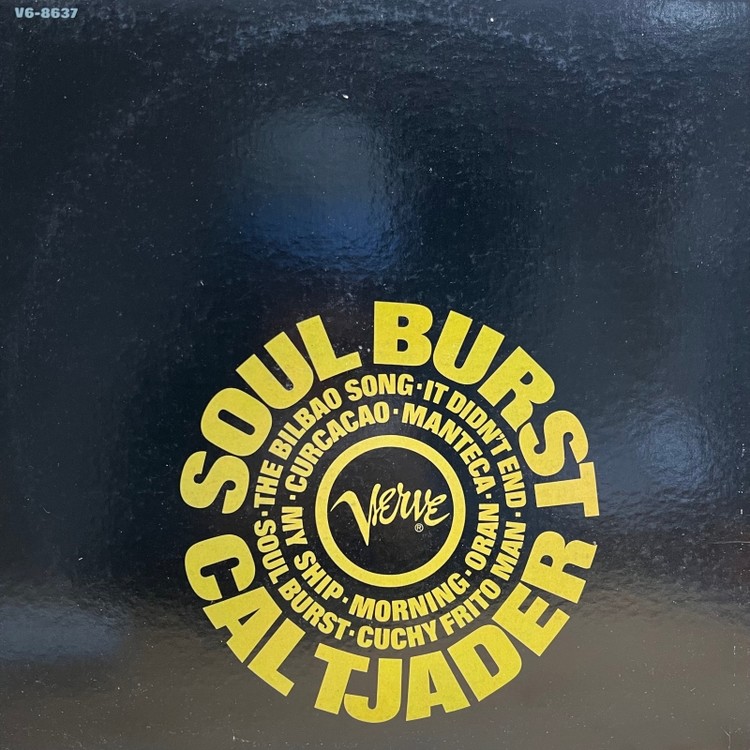 V6-8637
SOUL BURST
CAL TJADER
THE BILBAO SONG · IT DIDN'T END ·
CUCHY FRITO MAN ·
SOUL BURST ·
CURCACAO · MANTECA ·
ORAN ·
MORNING ·
MY SHIP ·
Verve®